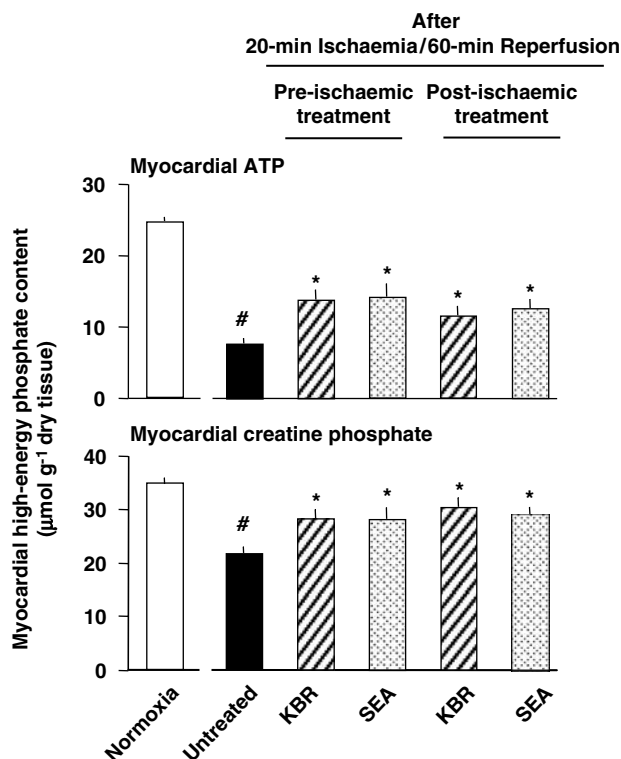 After
20-min Ischaemia/60-min Reperfusion
Pre-ischaemic Post-ischaemic
treatment treatment
Myocardial ATP
30
20
10
0
#
*
*
*
*
Myocardial creatine phosphate
40
30
20
10
0
#
*
*
*
*
Myocardial high-energy phosphate content
(μmol g-1 dry tissue)
Normoxia
Untreated
KBR
SEA
KBR
SEA